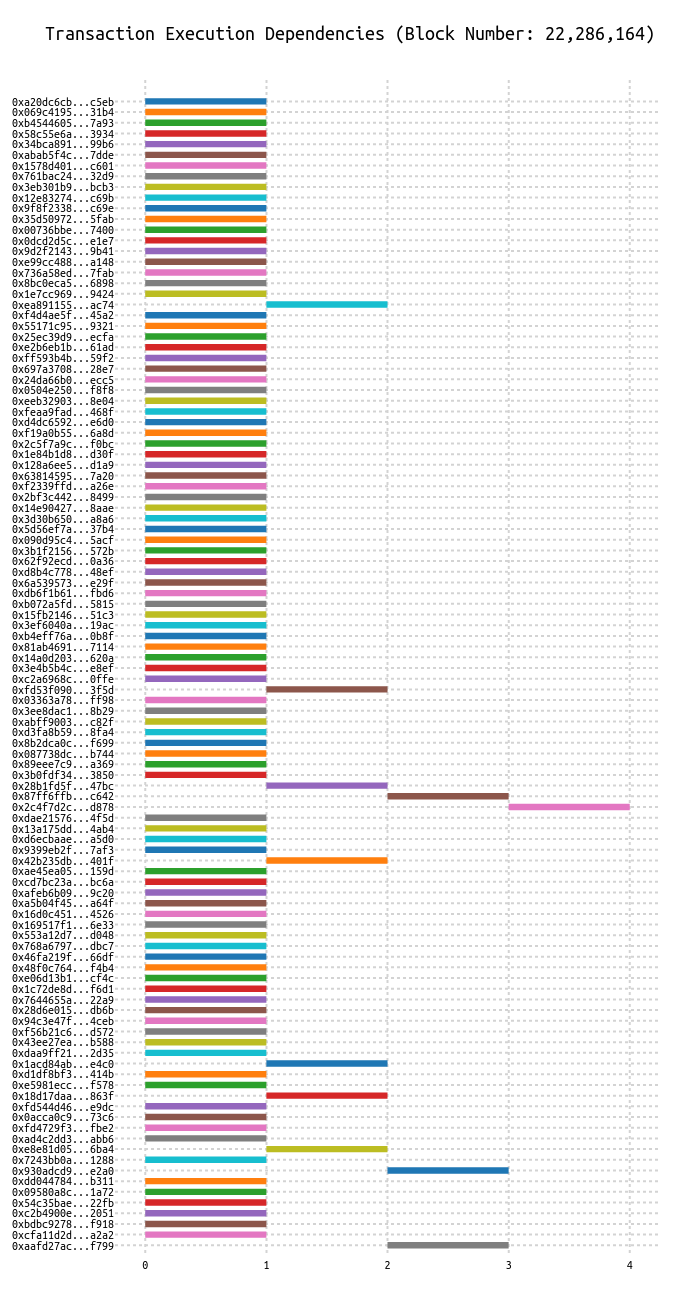 Transaction Execution Dependencies (Block Number: 22,286,164)
0xa20dc6cb...c5eb
0x069c4195...31b4
0xb4544605...7a93
0x58c55e6a...3934
0x34bca891...99b6
0xabab5f4c...7dde
0x1578d401...c601
0x761bac24...32d9
0x3eb301b9...bcb3
0x12e83274...c69b
0x9f8f2338...c69e
0x35d50972...5fab
0x00736bbe...7400
0x0dcd2d5c...e1e7
0x9d2f2143...9b41
0xe99cc488...a148
0x736a58ed...7fab
0x8bc0eca5...6898
0x1e7cc969...9424
0xea891155...ac74
0xf4d4ae5f...45a2
0x55171c95...9321
0x25ec39d9...ecfa
0xe2b6eb1b...61ad
0xff593b4b...59f2
0x697a3708...28e7
0x24da66b0...ecc5
0x0504e250...f8f8
0xeeb32903...8e04
0xfeaa9fad...468f
0xd4dc6592...e6d0
0xf19a0b55...6a8d
0x2c5f7a9c...f0bc
0x1e84b1d8...d30f
0x128a6ee5...d1a9
0x63814595...7a20
0xf2339ffd...a26e
0x2bf3c442...8499
0x14e90427...8aae
0x3d30b650...a8a6
0x5d56ef7a...37b4
0x090d95c4...5acf
0x3b1f2156...572b
0x62f92ecd...0a36
0xd8b4c778...48ef
0x6a539573...e29f
0xdb6f1b61...fbd6
0xb072a5fd...5815
0x15fb2146...51c3
0x3ef6040a...19ac
0xb4eff76a...0b8f
0x81ab4691...7114
0x14a0d203...620a
0x3e4b5b4c...e8ef
0xc2a6968c...0ffe
0xfd53f090...3f5d
0x03363a78...ff98
0x3ee8dac1...8b29
0xabff9003...c82f
0xd3fa8b59...8fa4
0x8b2dca0c...f699
0x087738dc...b744
0x89eee7c9...a369
0x3b0fdf34...3850
0x28b1fd5f...47bc
0x87ff6ffb...c642
0x2c4f7d2c...d878
0xdae21576...4f5d
0x13a175dd...4ab4
0xd6ecbaae...a5d0
0x9399eb2f...7af3
0x42b235db...401f
0xae45ea05...159d
0xcd7bc23a...bc6a
0xafeb6b09...9c20
0xa5b04f45...a64f
0x16d0c451...4526
0x169517f1...6e33
0x553a12d7...d048
0x768a6797...dbc7
0x46fa219f...66df
0x48f0c764...f4b4
0xe06d13b1...cf4c
0x1c72de8d...f6d1
0x7644655a...22a9
0x28d6e015...db6b
0x94c3e47f...4ceb
0xf56b21c6...d572
0x43ee27ea...b588
0xdaa9ff21...2d35
0x1acd84ab...e4c0
0xd1df8bf3...414b
0xe5981ecc...f578
0x18d17daa...863f
0xfd544d46...e9dc
0x0acca0c9...73c6
0xfd4729f3...fbe2
0xad4c2dd3...abb6
0xe8e81d05...6ba4
0x7243bb0a...1288
0x930adcd9...e2a0
0xdd044784...b311
0x09580a8c...1a72
0x54c35bae...22fb
0xc2b4900e...2051
0xbdbc9278...f918
0xcfa11d2d...a2a2
0xaafd27ac...f799
0 1 2 3 4